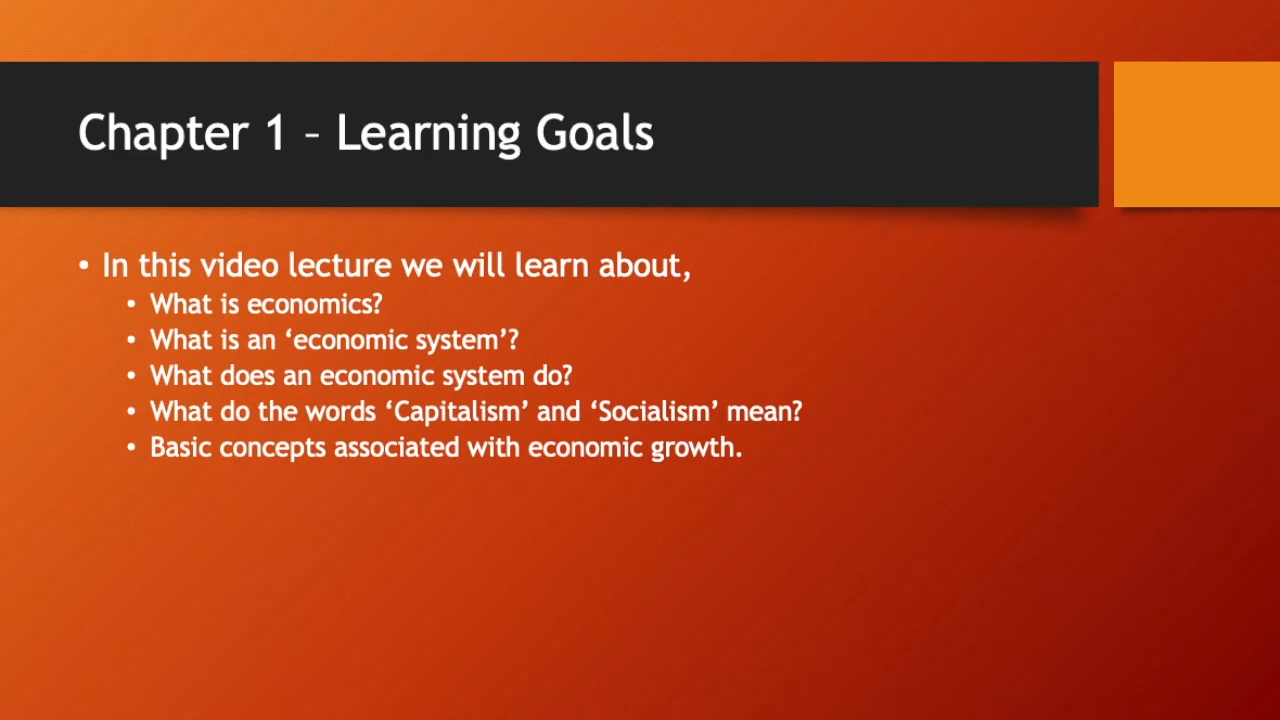 Chapter 1 – Learning Goals
• In this video lecture we will learn about,
• What is economics?
• What is an ‘economic system’?
• What does an economic system do?
• What do the words ‘Capitalism’ and ‘Socialism’ mean?
• Basic concepts associated with economic growth.